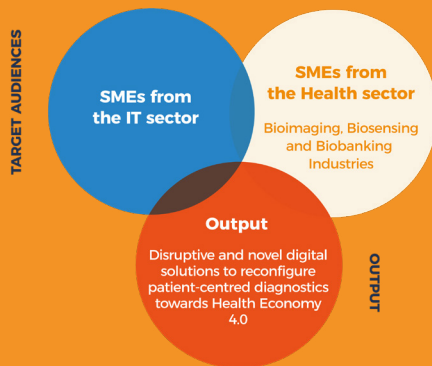 TARGET AUDIENCES
SMEs from
the IT sector
SMEs from
the Health sector
Bioimaging, Biosensing
and Biobanking
Industries
Output
Disruptive and novel digital
solutions to reconfigure
patient-centred diagnostics
towards Health Economy
4.0
OUTPUT